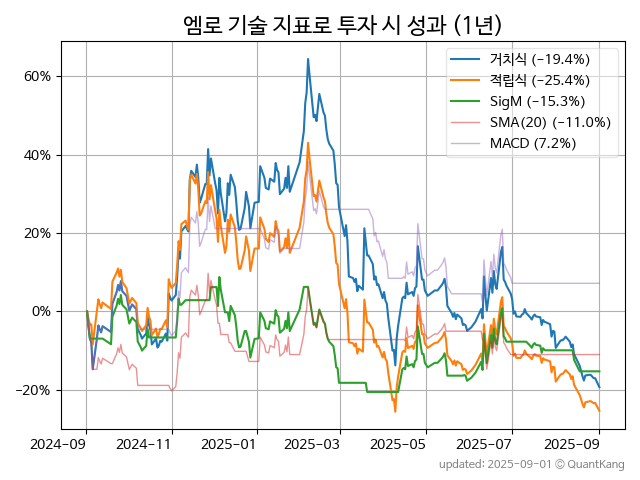 엠로 기술 지표로 투자 시 성과 (1년)
거치식 (−19.4%)
적립식 (−25.4%)
SigM (−15.3%)
SMA(20) (−11.0%)
MACD (7.2%)
60%
40%
20%
0%
−20%
2024-09 2024-11 2025-01 2025-03 2025-05 2025-07 2025-09
updated: 2025-09-01 © QuantKang